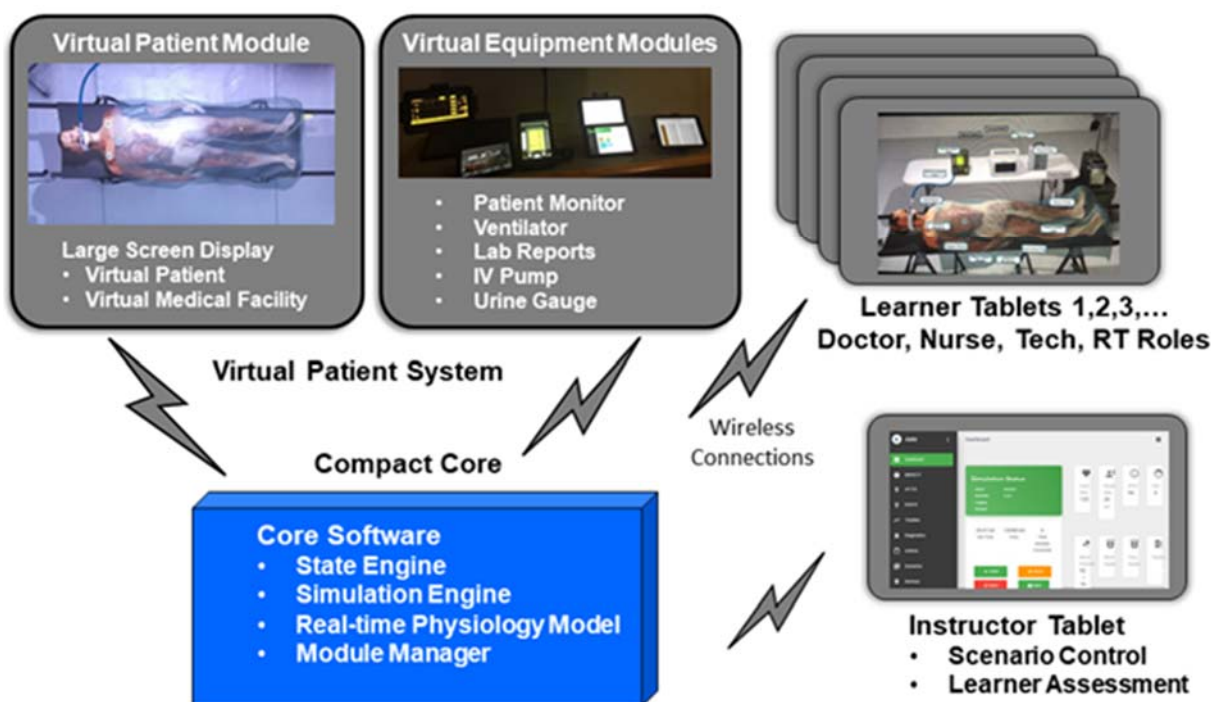 Virtual Patient Module
Large Screen Display
• Virtual Patient
• Virtual Medical Facility
Virtual Equipment Modules
• Patient Monitor
• Ventilator
• Lab Reports
• IV Pump
• Urine Gauge
Learner Tablets 1,2,3,...
Doctor, Nurse, Tech, RT Roles
Virtual Patient System
Wireless
Connections
Compact Core
Core Software
• State Engine
• Simulation Engine
• Real-time Physiology Model
• Module Manager
Dashboard
Simulation Status
Instructor Tablet
• Scenario Control
• Learner Assessment